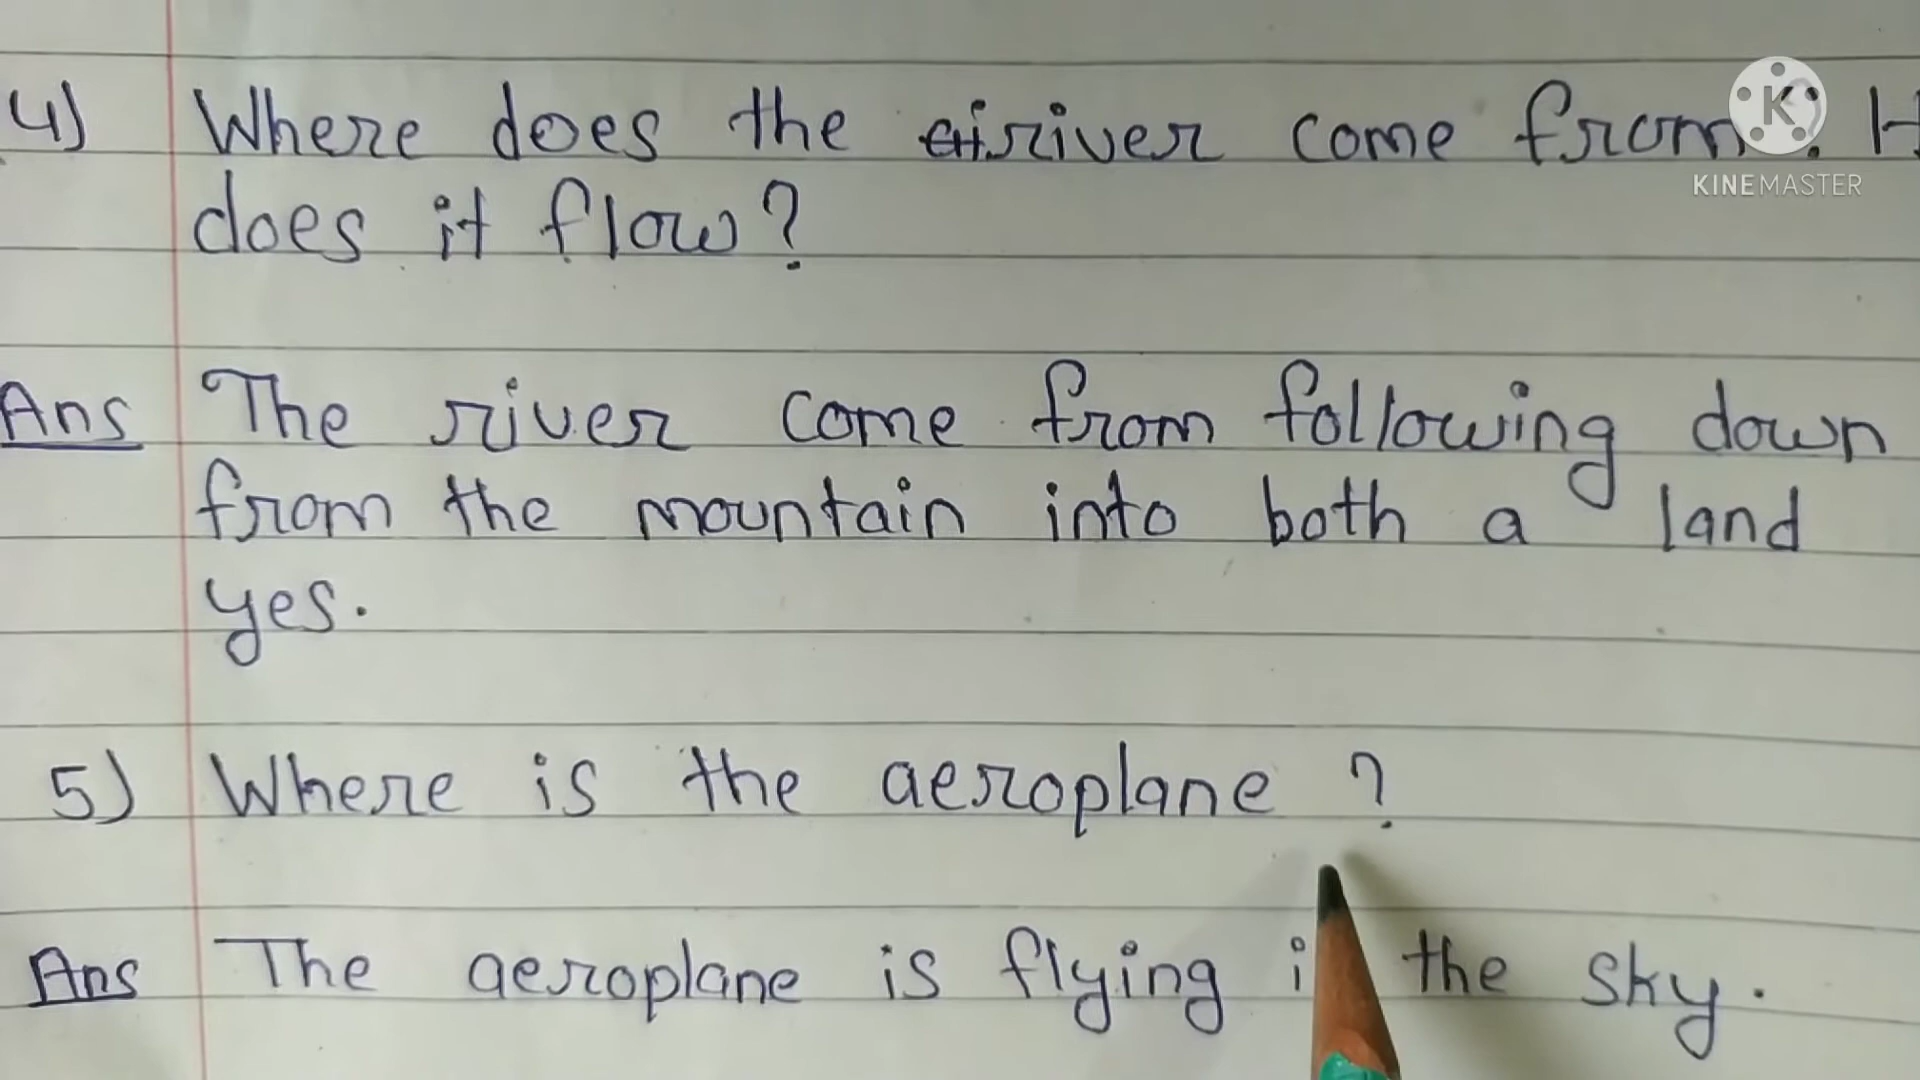 4) Where does the river come from? H
does it flow?
KINEMASTER
Ans The river come from following down
from the mountain into both a land
yes.
5) Where is the aeroplane ?
Ans The aeroplane is flying i the sky.